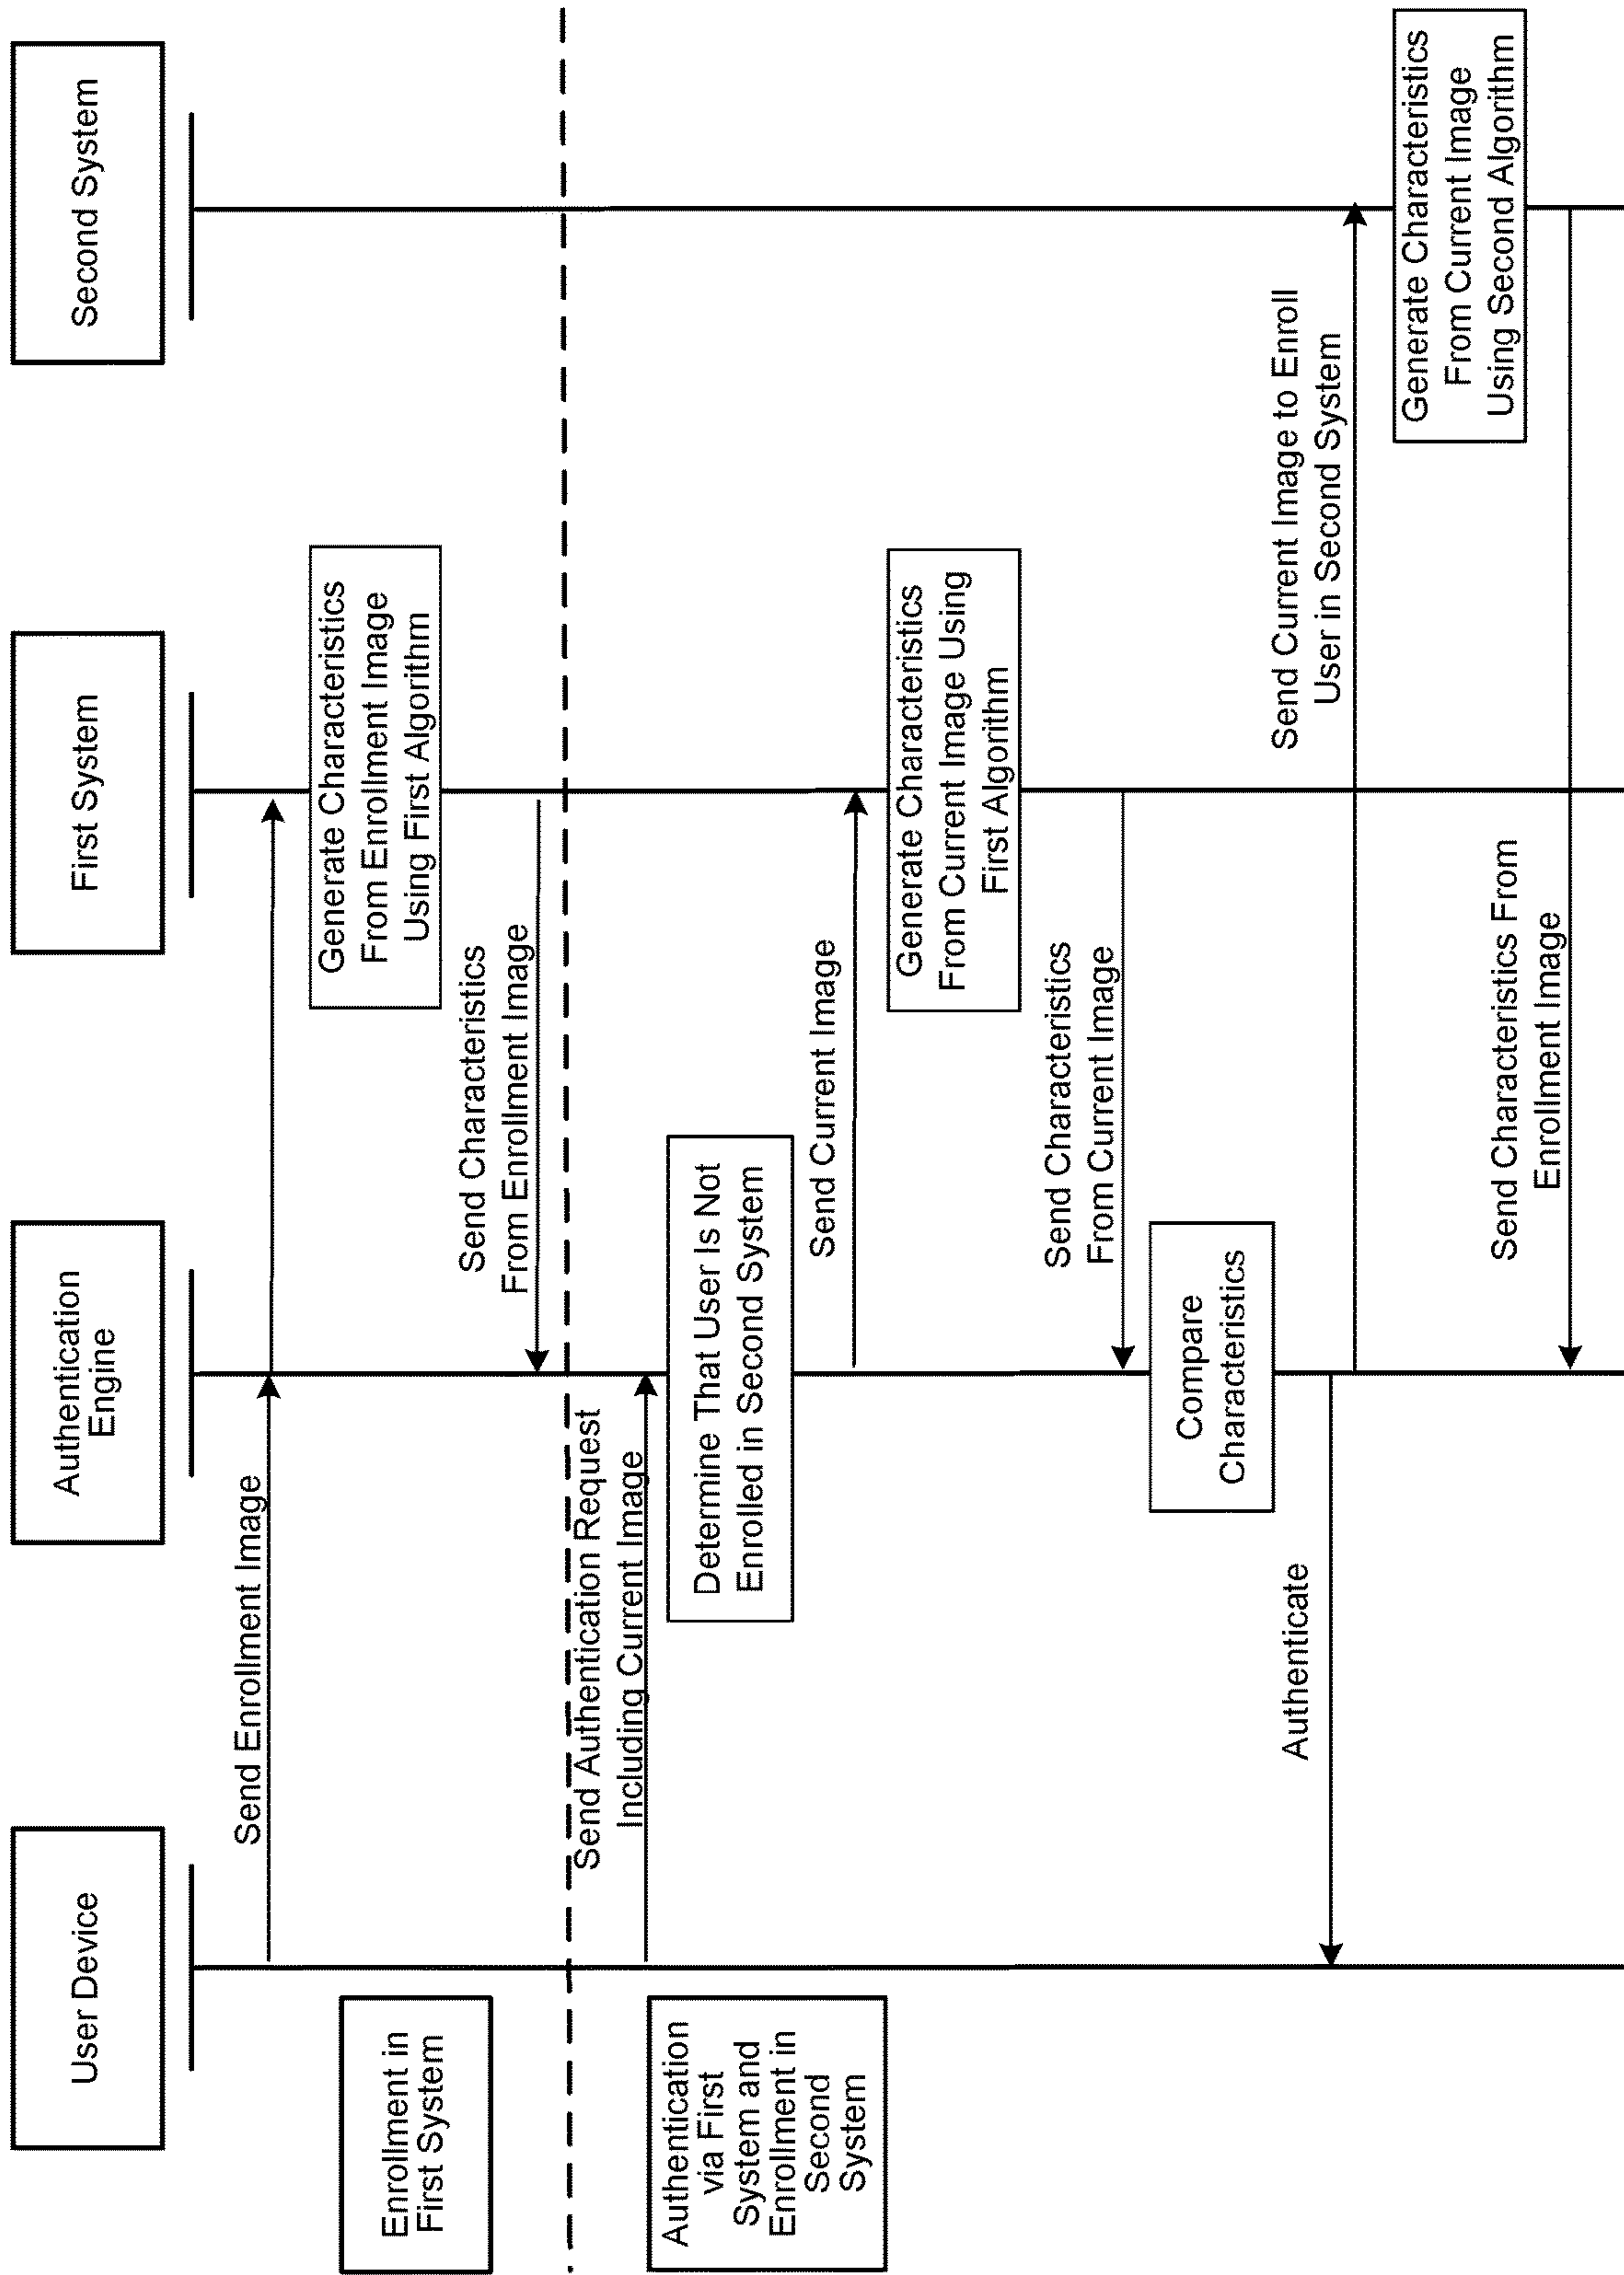 User Device
Authentication
Engine
First System
Second System
Enrollment in
First System
Send Enrollment Image
Generate Characteristics
From Enrollment Image
Using First Algorithm
Send Characteristics
From Enrollment Image
Authentication
via First
System and
Enrollment in
Second
System
Send Authentication Request
Including Current Image
Determine That User Is Not
Enrolled in Second System
Send Current Image
Generate Characteristics
From Current Image Using
First Algorithm
Send Characteristics
From Current Image
Compare
Characteristics
Authenticate
Send Current Image to Enroll
User in Second System
Generate Characteristics
From Current Image
Using Second Algorithm
Send Characteristics From
Enrollment Image